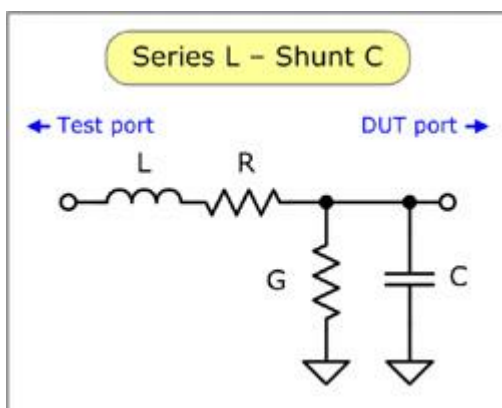 Series L – Shunt C
← Test port
DUT port →
L
R
G
C